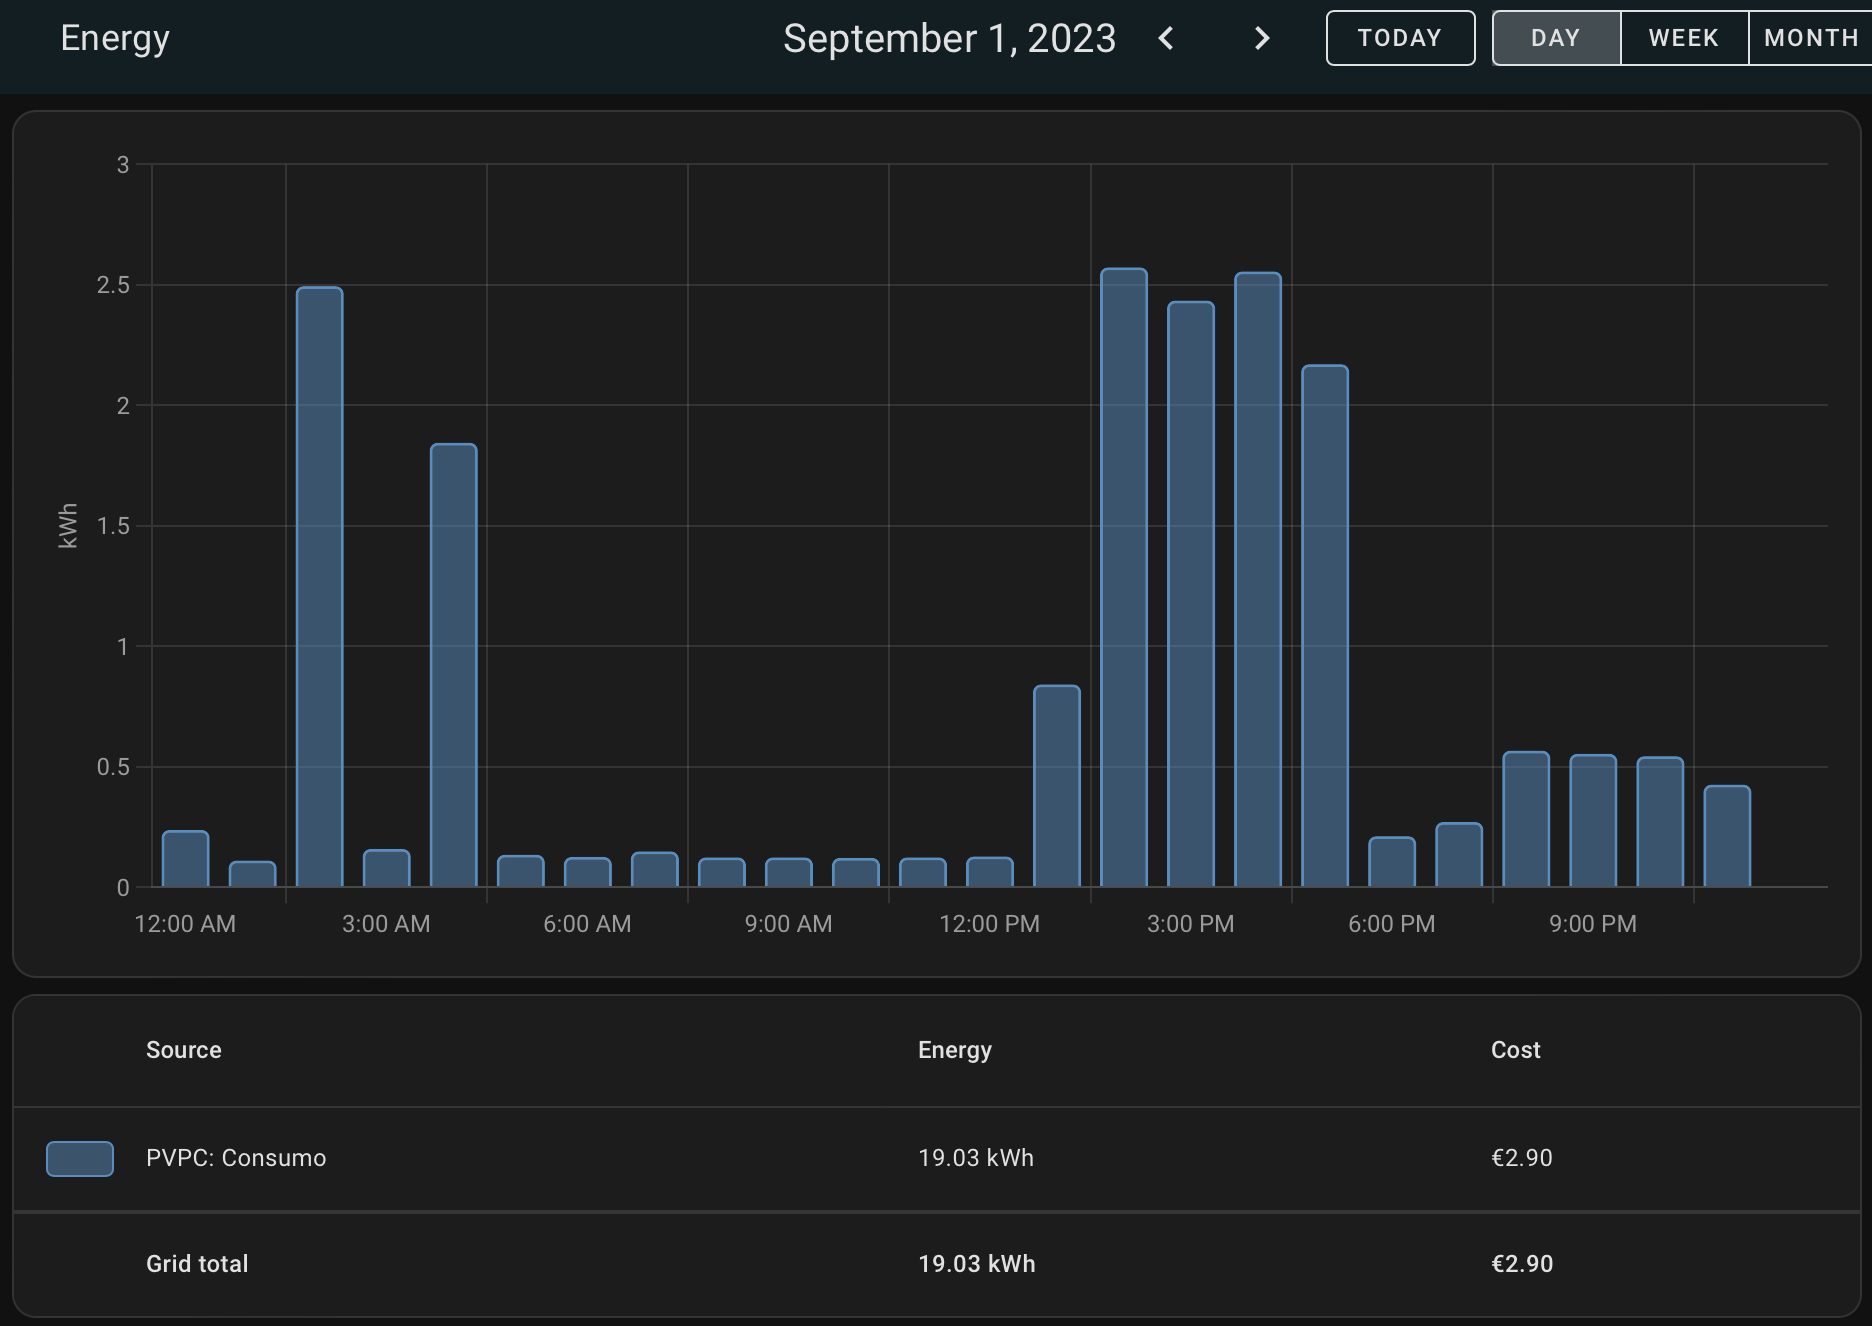 Energy
September 1, 2023
TODAY
DAY
WEEK
MONTH
3
2.5
2
1.5
1
0.5
0
kWh
12:00 AM 3:00 AM 6:00 AM 9:00 AM 12:00 PM 3:00 PM 6:00 PM 9:00 PM
Source Energy Cost
PVPC: Consumo 19.03 kWh €2.90
Grid total 19.03 kWh €2.90